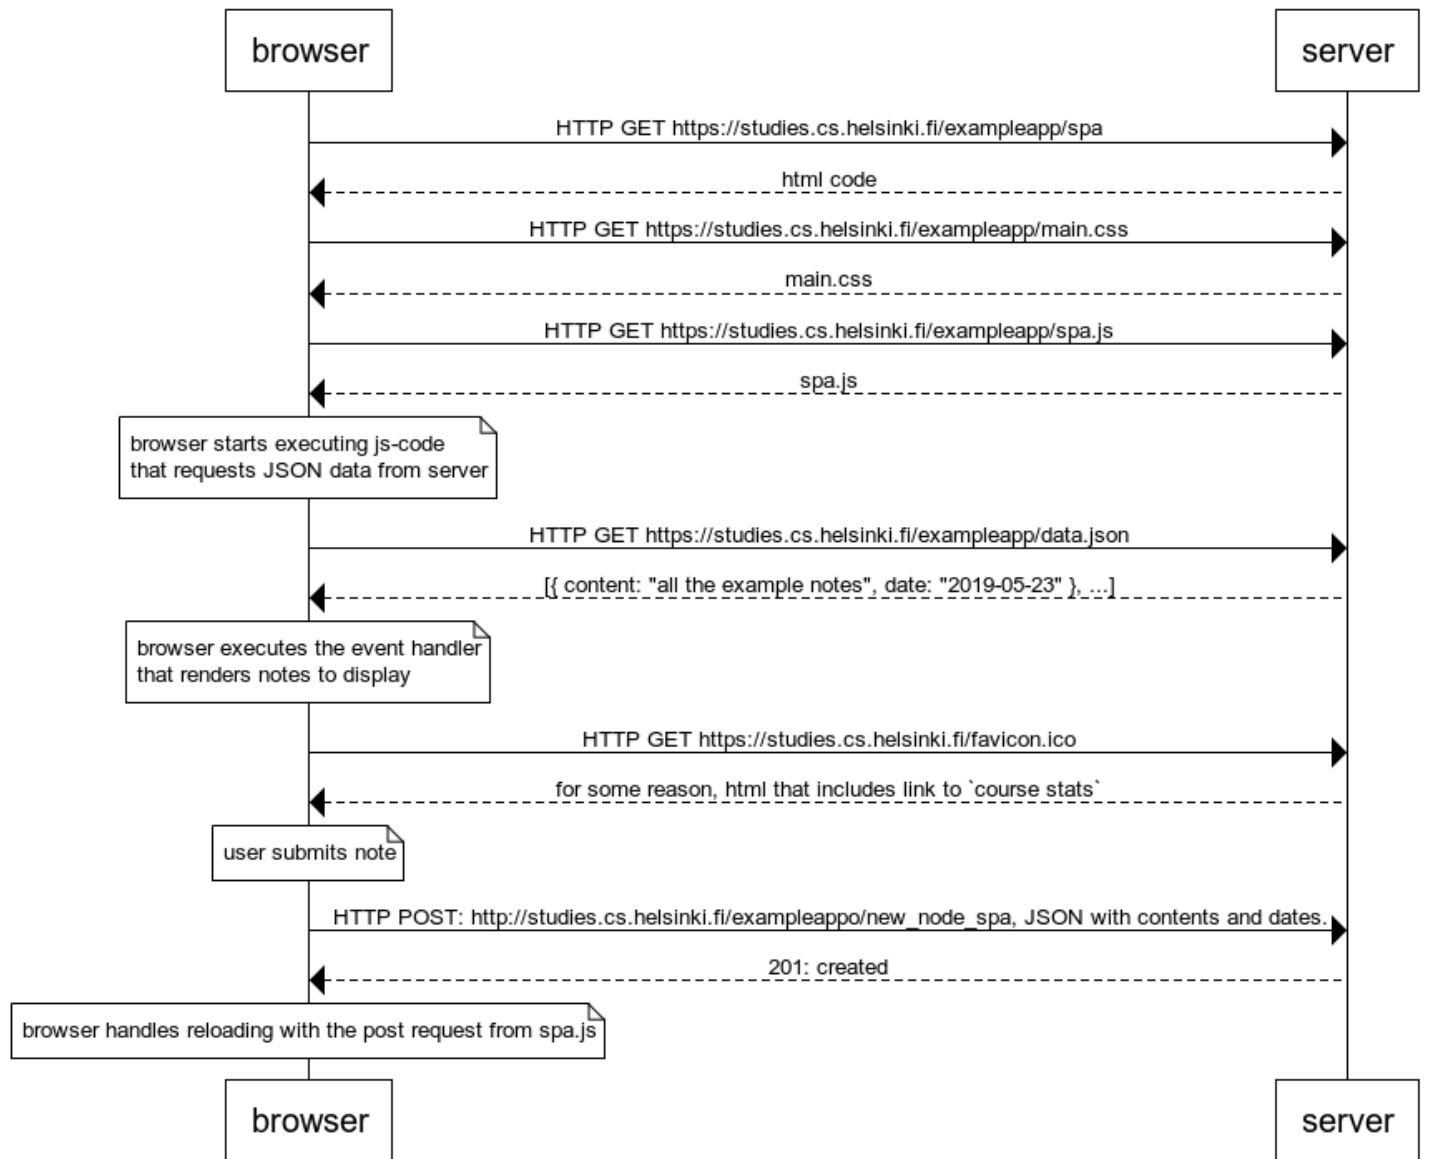 browser
server
HTTP GET https://studies.cs.helsinki.fi/exampleapp/spa
html code
HTTP GET https://studies.cs.helsinki.fi/exampleapp/main.css
main.css
HTTP GET https://studies.cs.helsinki.fi/exampleapp/spa.js
spa.js
browser starts executing js-code
that requests JSON data from server
HTTP GET https://studies.cs.helsinki.fi/exampleapp/data.json
[{ content: "all the example notes", date: "2019-05-23" }, ...]
browser executes the event handler
that renders notes to display
HTTP GET https://studies.cs.helsinki.fi/favicon.ico
for some reason, html that includes link to `course stats`
user submits note
HTTP POST: http://studies.cs.helsinki.fi/exampleappo/new_node_spa, JSON with contents and dates.
201: created
browser handles reloading with the post request from spa.js
browser
server